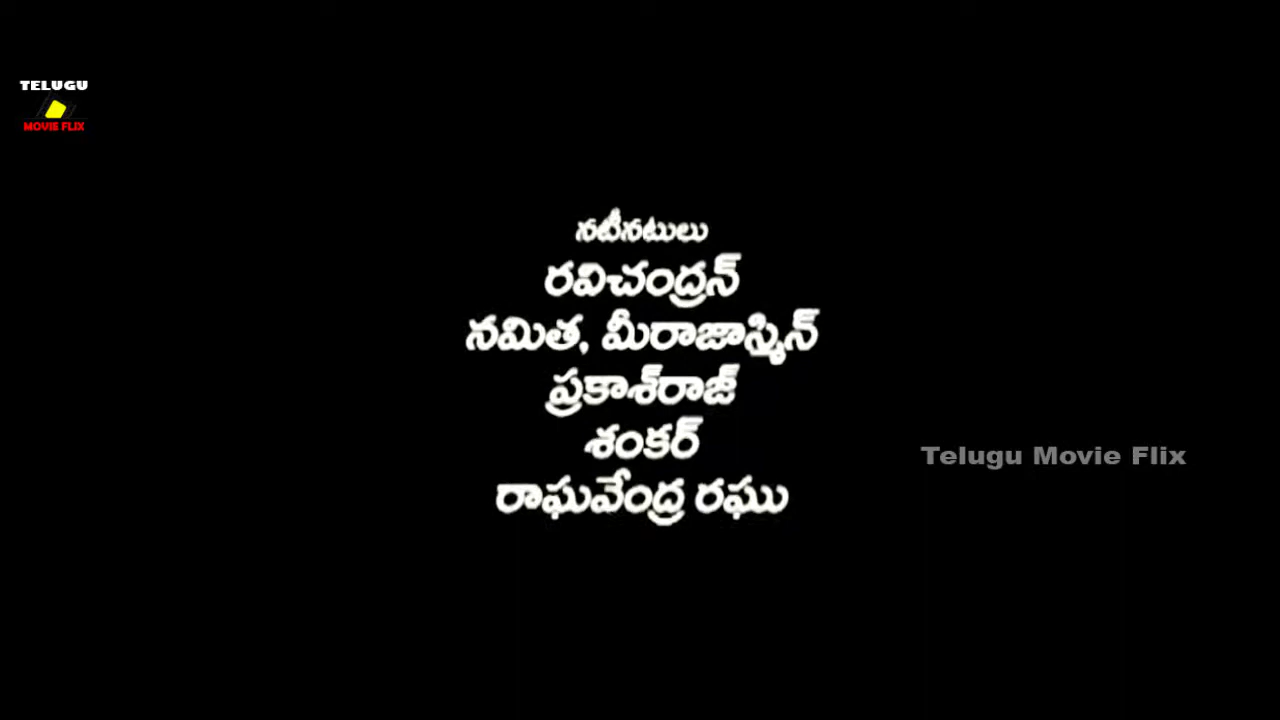 TELUGU
MOVIE FLIX
నటీనటులు
రవిచంద్రన్
నమిత, మీరాజాస్మిన్
ప్రకాశ్‌రాజ్
శంకర్
Telugu Movie Flix
రాఘవేంద్ర రఘు